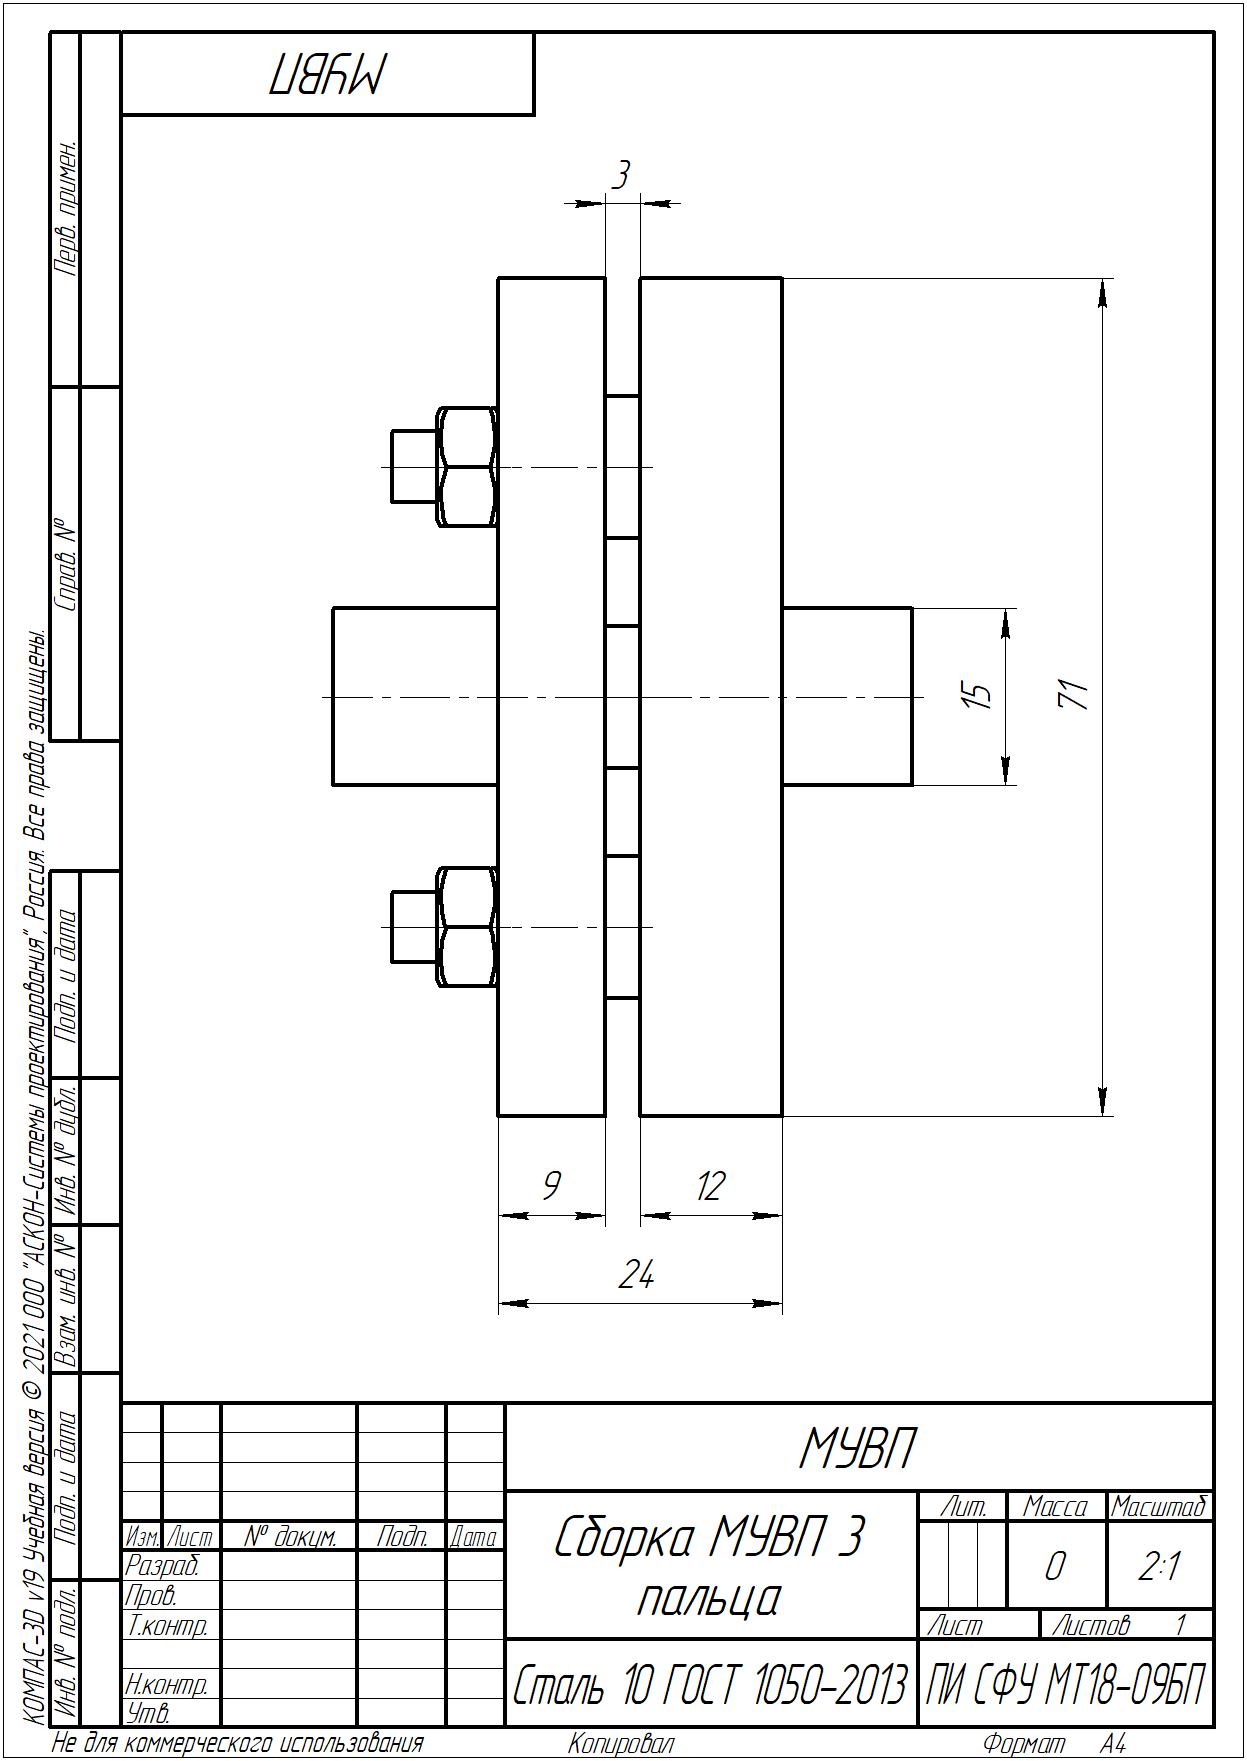 МУВП
Перв. примен.
Справ. №
Подп. и дата
Инв. № дубл.
Взам. инв. №
Подп. и дата
Инв. № подл.
КОМПАС-3D v19 Учебная версия © 2021 ООО "АСКОН-Системы проектирования", Россия. Все права защищены.
3
15
71
9
12
24
МУВП
Изм. Лист № докум. Подп. Дата
Разраб.
Пров.
Т.контр.
Н.контр.
Утв.
Сборка МУВП 3
пальца
Лит. Масса Масштаб
0 2:1
Лист Листов 1
Сталь 10 ГОСТ 1050-2013
ПИ СФУ МТ18-09БП
Не для коммерческого использования Копировал Формат А4